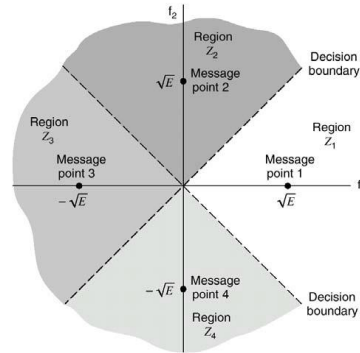 f₂
Region
Z₂
Decision
boundary
√E
Message
point 2
Region
Z₃
Region
Z₁
Message
point 3
Message
point 1
f
− √E
√E
− √E
Message
point 4
Region
Z₄
Decision
boundary